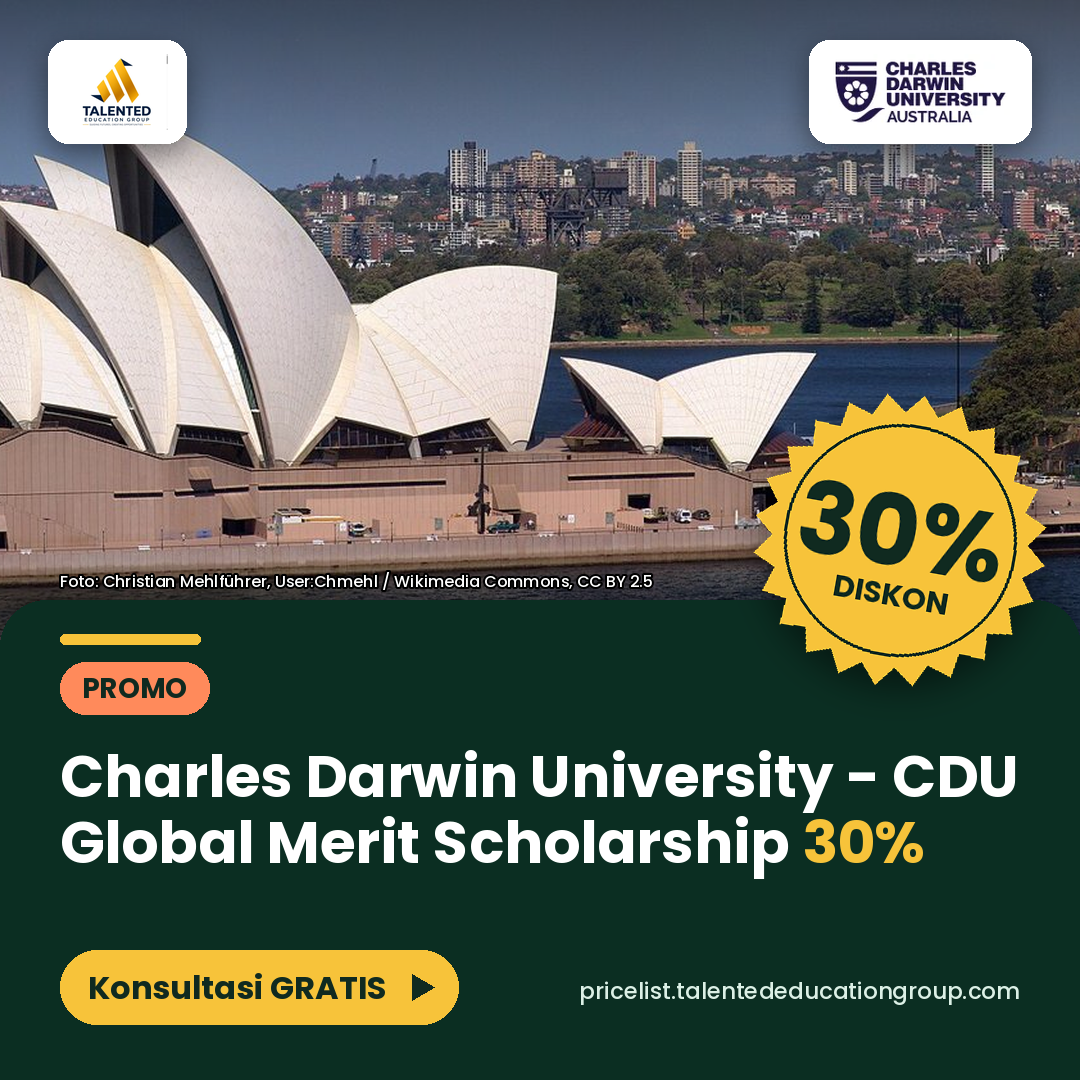 TALENTED
EDUCATION GROUP
CHARLES
DARWIN
UNIVERSITY
AUSTRALIA
30%
DISKON
Foto: Christian Mehlführer, User:Chmehl / Wikimedia Commons, CC BY 2.5
PROMO
Charles Darwin University - CDU
Global Merit Scholarship 30%
Konsultasi GRATIS
pricelist.talentededucationgroup.com